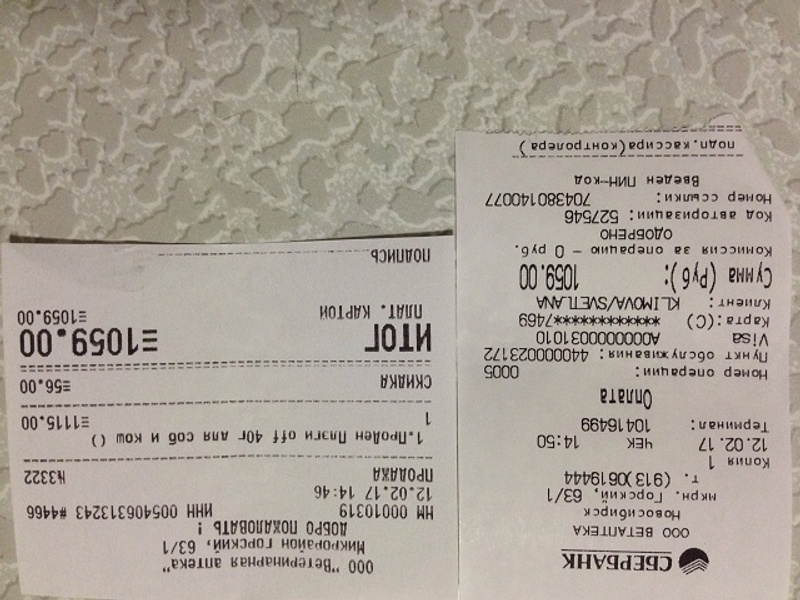 ООО "Ветеринарная аптека"
Микрорайон Горский, 63/1
ДОБРО ПОЖАЛОВАТЬ !
НМ 00010319 ИНН 005406313243 #4466
12.02.17 14:46
ПРОДАЖА №3322
1.ПроДен Плэги off 40г для соб и кош ()
1 ≡1115.00
СКИДКА ≡56.00
ИТОГ ≡1059.00
ПЛАТ. КАРТОЙ ≡1059.00
ПОДПИСЬ
СБЕРБАНК
ООО ВЕТАПТЕКА
Новосибирск
мкрн. Горский, 63/1
т. (913)0619444
Копия 1
12.02.17 ЧЕК 14:50
Терминал: 10416499
Оплата
Номер операции: 0005
Пункт обслуживания: 440000023172
Visa A0000000031010
Карта:(C) ************7469
Клиент: KLIMOVA/SVETLANA
Сумма (Руб): 1059.00
Комиссия за операцию - 0 руб.
ОДОБРЕНО
Код авторизации: 527546
Номер ссылки: 704380140077
Введен ПИН-код
подп.кассира(контролера)